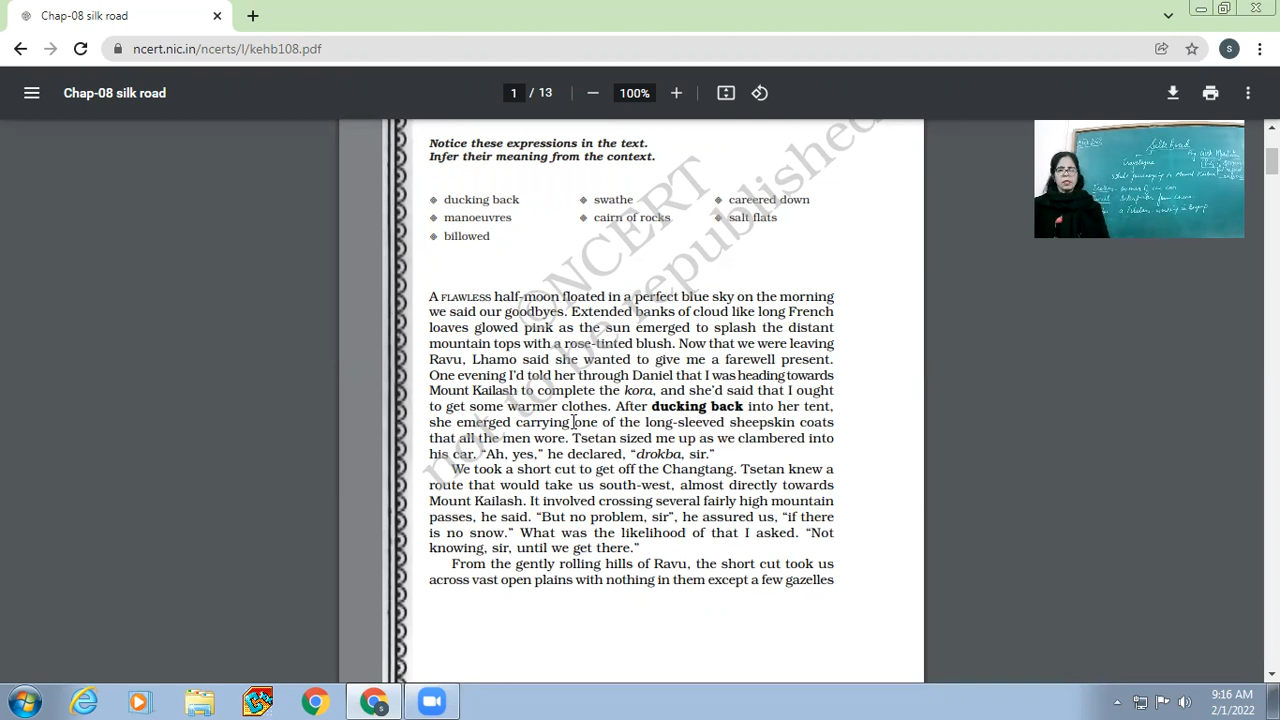 Chap-08 silk road
ncert.nic.in/ncerts/l/kehb108.pdf
S
Chap-08 silk road
1 / 13
100%
Notice these expressions in the text.
Infer their meaning from the context.
ducking back
swathe
careered down
manoeuvres
cairn of rocks
salt flats
billowed
A FLAWLESS half-moon floated in a perfect blue sky on the morning
we said our goodbyes. Extended banks of cloud like long French
loaves glowed pink as the sun emerged to splash the distant
mountain tops with a rose-tinted blush. Now that we were leaving
Ravu, Lhamo said she wanted to give me a farewell present.
One evening I'd told her through Daniel that I was heading towards
Mount Kailash to complete the kora, and she'd said that I ought
to get some warmer clothes. After ducking back into her tent,
she emerged carrying one of the long-sleeved sheepskin coats
that all the men wore. Tsetan sized me up as we clambered into
his car. “Ah, yes,” he declared, “drokba, sir.”
We took a short cut to get off the Changtang. Tsetan knew a
route that would take us south-west, almost directly towards
Mount Kailash. It involved crossing several fairly high mountain
passes, he said. “But no problem, sir”, he assured us, “if there
is no snow.” What was the likelihood of that I asked. “Not
knowing, sir, until we get there.”
From the gently rolling hills of Ravu, the short cut took us
across vast open plains with nothing in them except a few gazelles
©NCERT
not to be republished
Silk Road
Travelogue
9:16 AM
2/1/2022